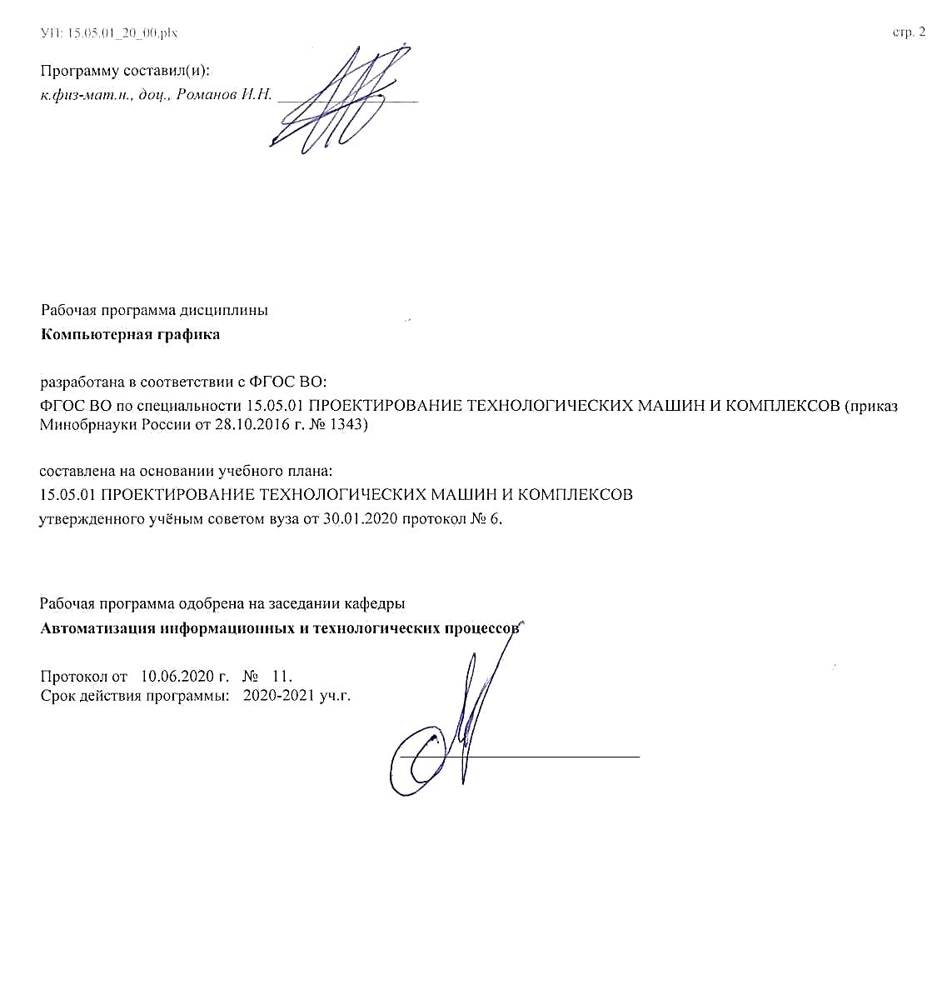 УП: 15.05.01_20_00.plx
стр. 2
Программу составил(и):
к.физ-мат.н., доц., Романов И.Н. _________________
Рабочая программа дисциплины
Компьютерная графика
разработана в соответствии с ФГОС ВО:
ФГОС ВО по специальности 15.05.01 ПРОЕКТИРОВАНИЕ ТЕХНОЛОГИЧЕСКИХ МАШИН И КОМПЛЕКСОВ (приказ
Минобрнауки России от 28.10.2016 г. № 1343)
составлена на основании учебного плана:
15.05.01 ПРОЕКТИРОВАНИЕ ТЕХНОЛОГИЧЕСКИХ МАШИН И КОМПЛЕКСОВ
утвержденного учёным советом вуза от 30.01.2020 протокол № 6.
Рабочая программа одобрена на заседании кафедры
Автоматизация информационных и технологических процессов
Протокол от 10.06.2020 г. № 11.
Срок действия программы: 2020-2021 уч.г.